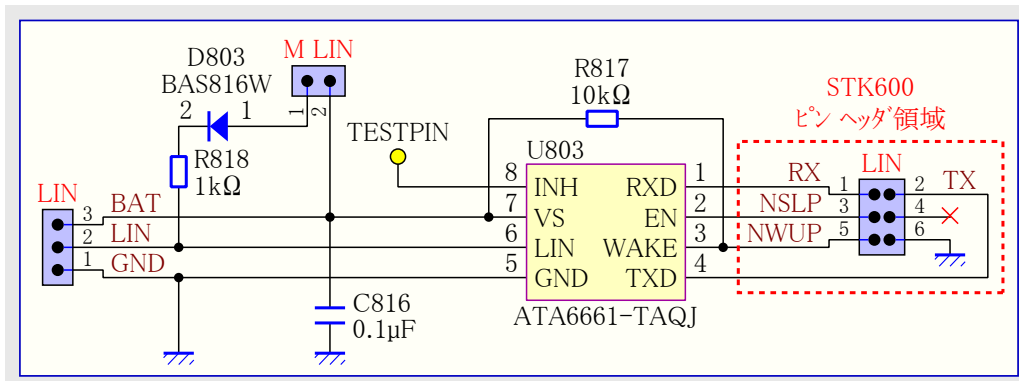 D803
BAS816W
2
1
M LIN
1
2
R818
1kΩ
TESTPIN
R817
10kΩ
U803
8
INH
RXD
1
7
VS
EN
2
6
LIN
WAKE
3
5
GND
TXD
4
ATA6661-TAQJ
LIN
3
BAT
2
LIN
1
GND
C816
0.1µF
STK600
ピン ヘッダ領域
LIN
RX
1
2
TX
NSLP
3
4
NWUP
5
6